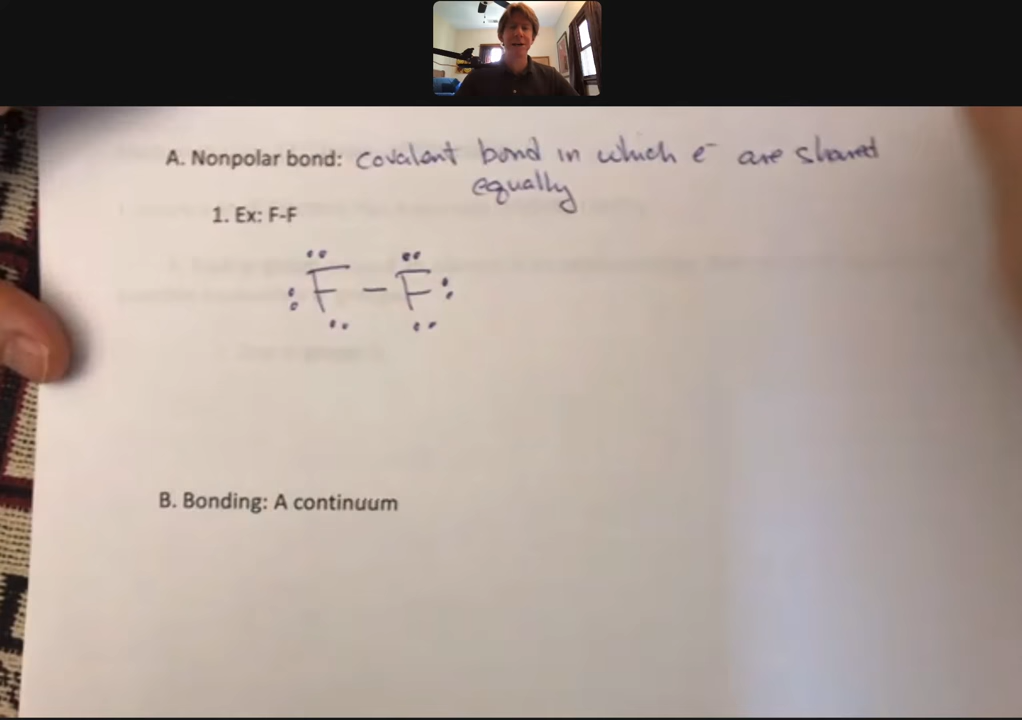 A. Nonpolar bond: covalent bond in which e⁻ are shared
equally
1. Ex: F-F
F – F
B. Bonding: A continuum